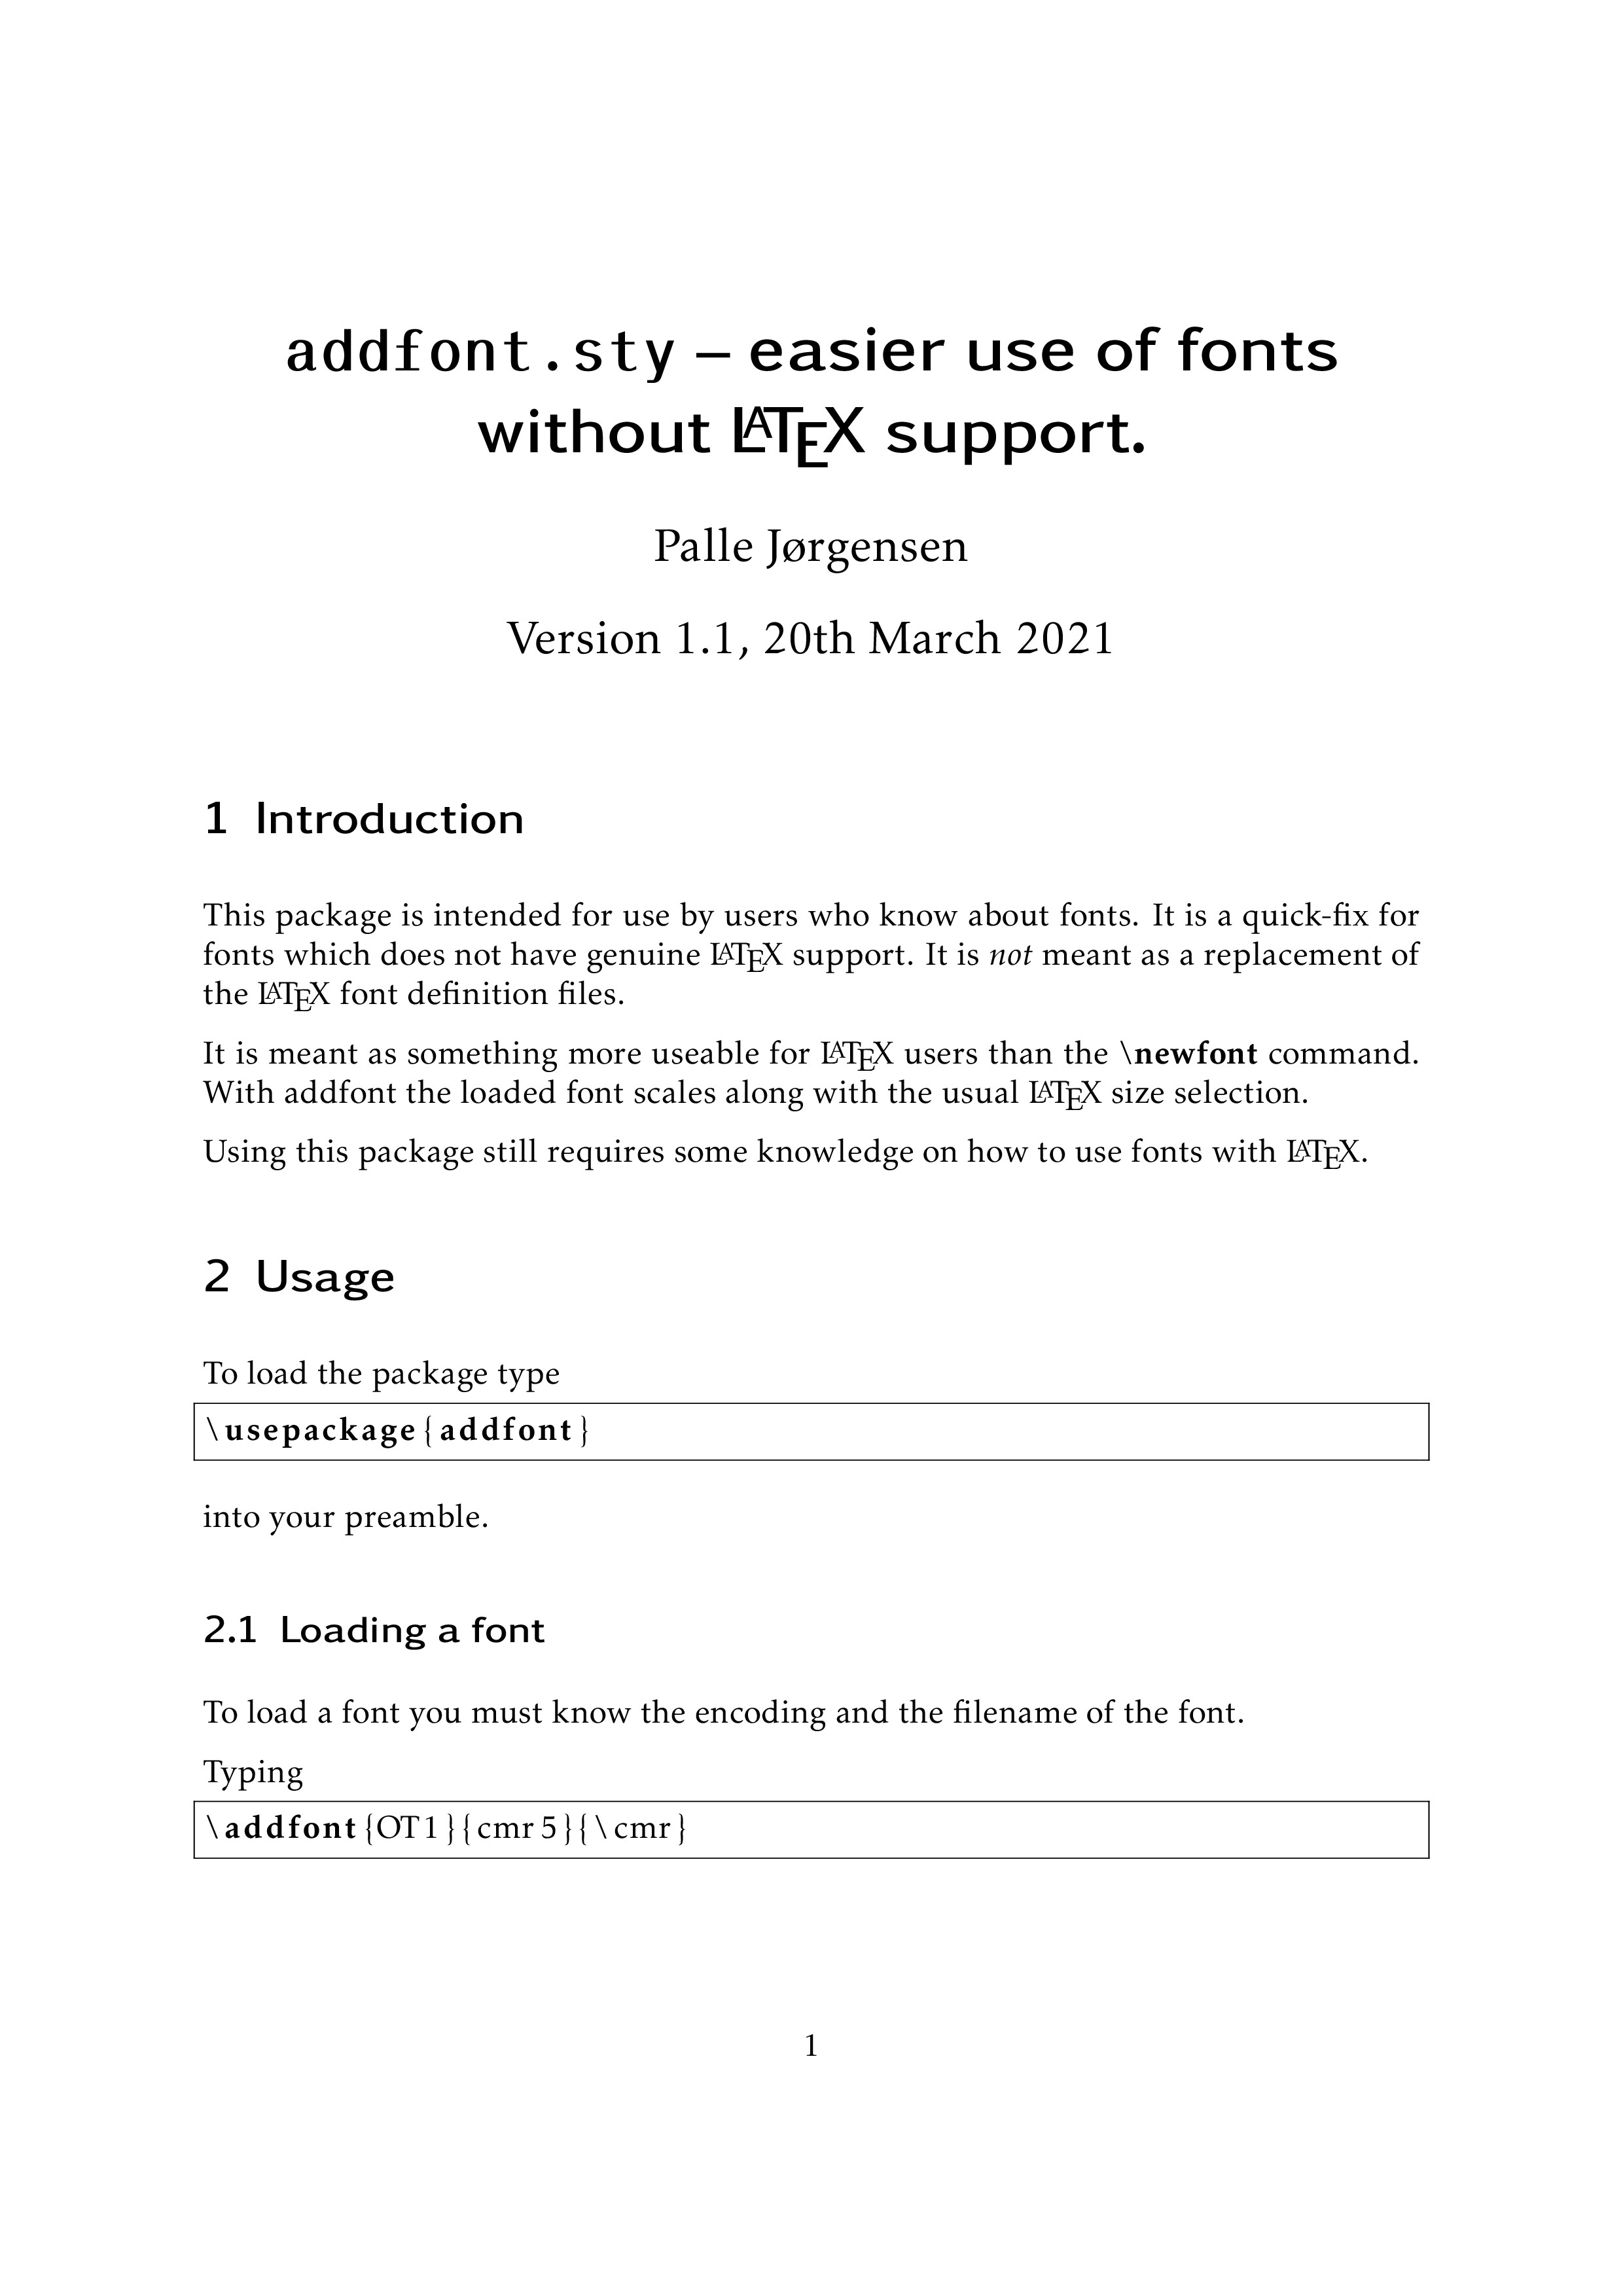 addfont.sty – easier use of fonts
without LATEX support.
Palle Jørgensen
Version 1.1, 20th March 2021
1 Introduction
This package is intended for use by users who know about fonts. It is a quick-fix for
fonts which does not have genuine LATEX support. It is not meant as a replacement of
the LATEX font definition files.
It is meant as something more useable for LATEX users than the \newfont command.
With addfont the loaded font scales along with the usual LATEX size selection.
Using this package still requires some knowledge on how to use fonts with LATEX.
2 Usage
To load the package type
\usepackage{addfont}
into your preamble.
2.1 Loading a font
To load a font you must know the encoding and the filename of the font.
Typing
\addfont{OT1}{cmr5}{\cmr}
1